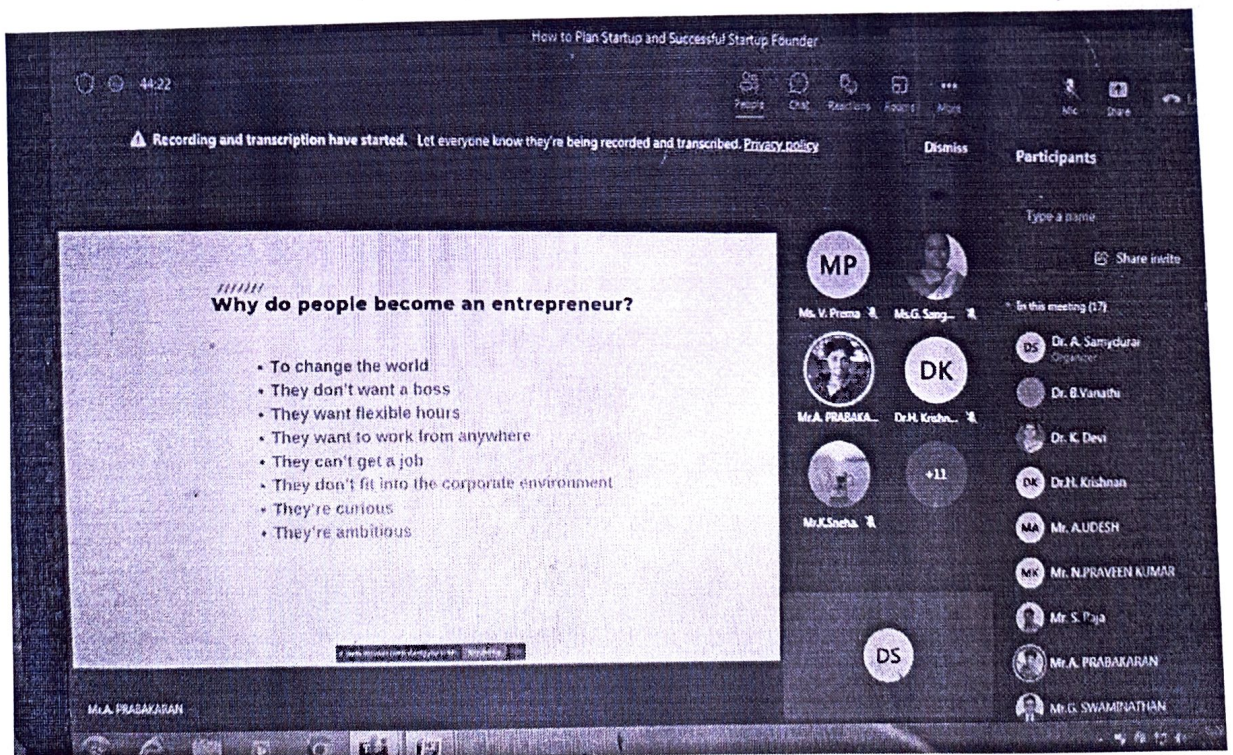 How to Plan Startup and Successful Startup Founder
44:22
People Chat Reactions Rooms More
Mic Share
Recording and transcription have started. Let everyone know they're being recorded and transcribed. Privacy policy Dismiss
Participants
Type a name
Share invite
In this meeting (17)
Why do people become an entrepreneur?
• To change the world
• They don't want a boss
• They want flexible hours
• They want to work from anywhere
• They can't get a job
• They don't fit into the corporate environment
• They're curious
• They're ambitious
MP
Ms. V. Prema
Ms.G. Sang...
Mr.A. PRABAKA...
DK
Dr.H. Krishn...
Mr.K.Sneha.
+11
DS
DS Dr. A. Samydurai
Organizer
Dr. B.Vanathi
Dr. K. Devi
DK Dr.H. Krishnan
MA Mr. A.UDESH
MK Mr. N.PRAVEEN KUMAR
Mr. S. Raja
Mr.A. PRABAKARAN
Mr.G. SWAMINATHAN
Mr.A. PRABAKARAN